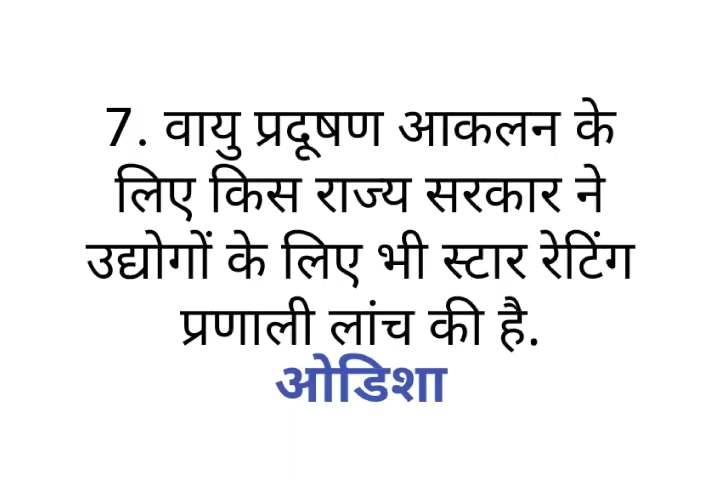 7. वायु प्रदूषण आकलन के
लिए किस राज्य सरकार ने
उद्योगों के लिए भी स्टार रेटिंग
प्रणाली लांच की है.
ओडिशा